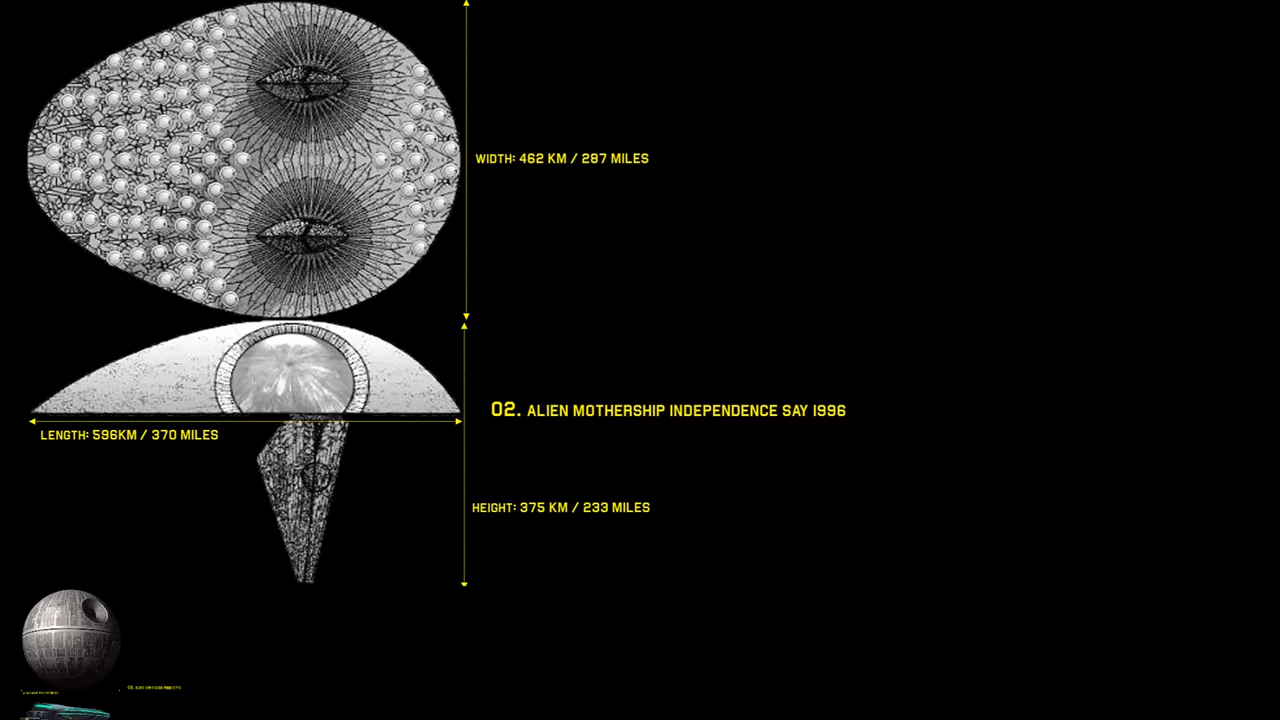 WIDTH: 462 KM / 287 MILES
02. ALIEN MOTHERSHIP INDEPENDENCE SAY 1996
LENGTH: 596KM / 370 MILES
HEIGHT: 375 KM / 233 MILES